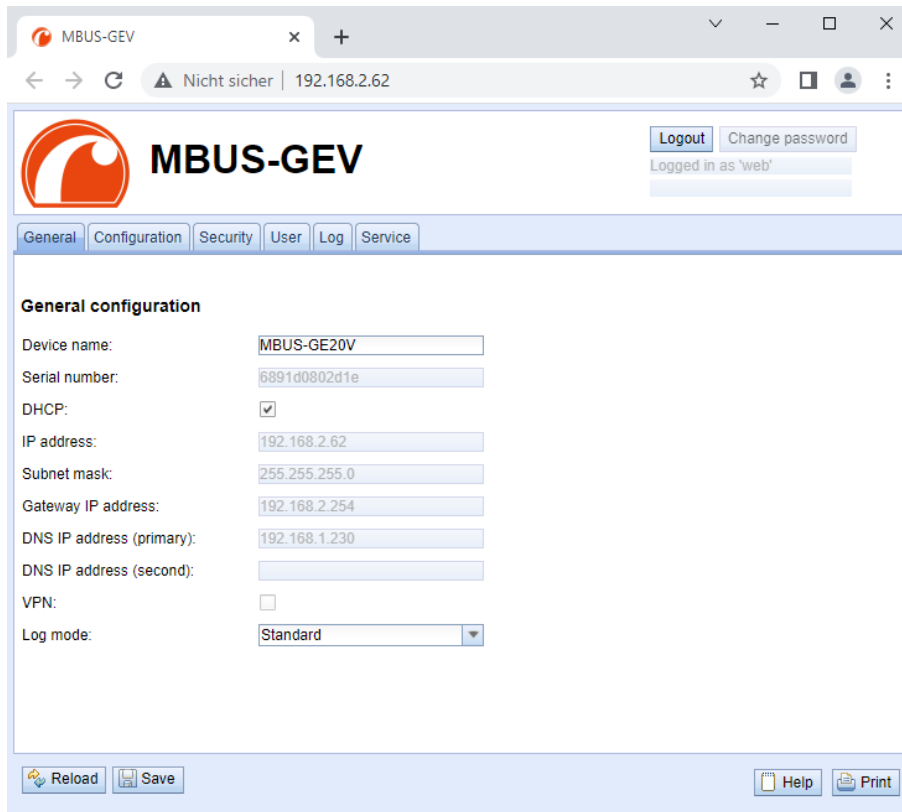 MBUS-GEV
Nicht sicher 192.168.2.62
MBUS-GEV
Logout Change password
Logged in as 'web'
General Configuration Security User Log Service
General configuration
Device name: MBUS-GE20V
Serial number: 6891d0802d1e
DHCP:
IP address: 192.168.2.62
Subnet mask: 255.255.255.0
Gateway IP address: 192.168.2.254
DNS IP address (primary): 192.168.1.230
DNS IP address (second):
VPN:
Log mode: Standard
Reload Save Help Print